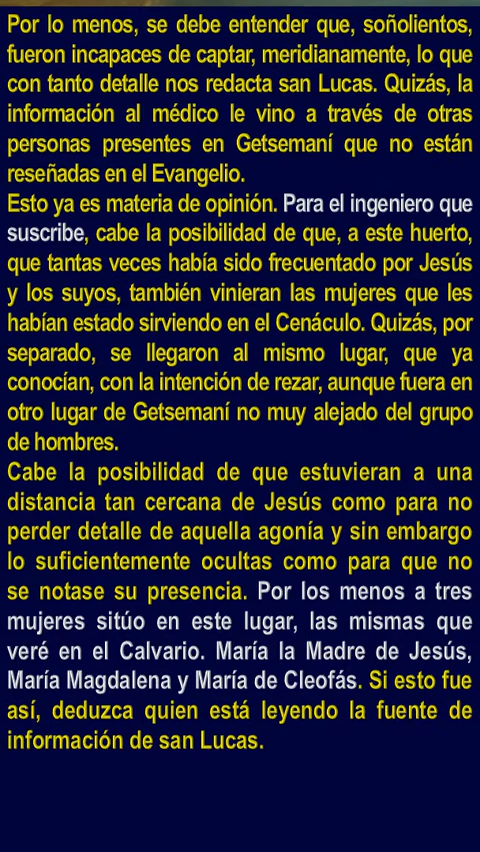 Por lo menos, se debe entender que, soñolientos,
fueron incapaces de captar, meridianamente, lo que
con tanto detalle nos redacta san Lucas. Quizás, la
información al médico le vino a través de otras
personas presentes en Getsemaní que no están
reseñadas en el Evangelio.
Esto ya es materia de opinión. Para el ingeniero que
suscribe, cabe la posibilidad de que, a este huerto,
que tantas veces había sido frecuentado por Jesús
y los suyos, también vinieran las mujeres que les
habían estado sirviendo en el Cenáculo. Quizás, por
separado, se llegaron al mismo lugar, que ya
conocían, con la intención de rezar, aunque fuera en
otro lugar de Getsemaní no muy alejado del grupo
de hombres.
Cabe la posibilidad de que estuvieran a una
distancia tan cercana de Jesús como para no
perder detalle de aquella agonía y sin embargo
lo suficientemente ocultas como para que no
se notase su presencia. Por los menos a tres
mujeres sitúo en este lugar, las mismas que
veré en el Calvario. María la Madre de Jesús,
María Magdalena y María de Cleofás. Si esto fue
así, deduzca quien está leyendo la fuente de
información de san Lucas.